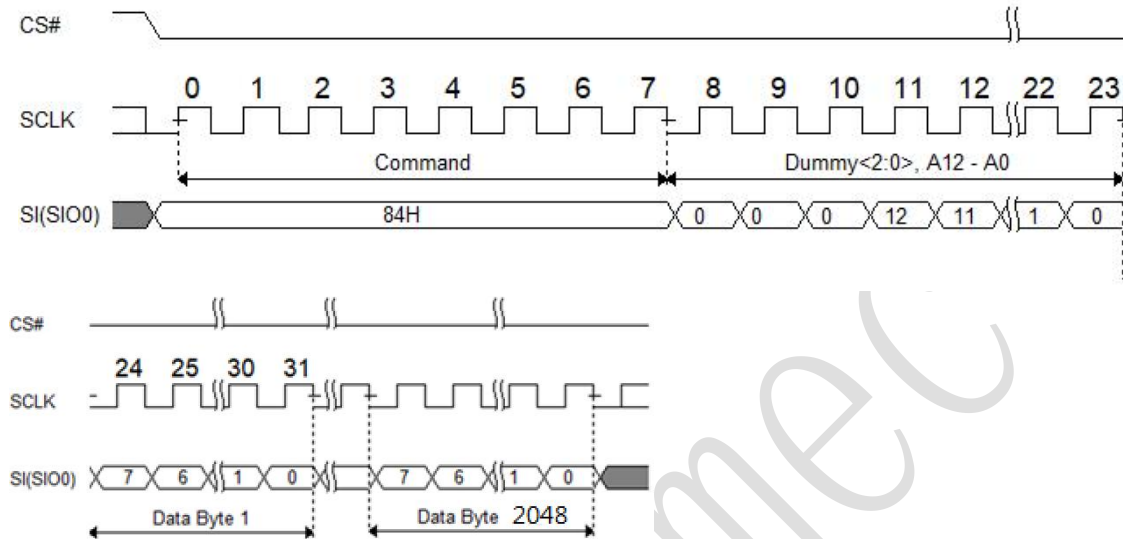 CS#
0 1 2 3 4 5 6 7 8 9 10 11 12 22 23
SCLK
Command Dummy<2:0>, A12 - A0
SI(SIO0) 84H 0 0 0 12 11 1 0
CS#
24 25 30 31
SCLK
SI(SIO0) 7 6 1 0 7 6 1 0
Data Byte 1 Data Byte 2048